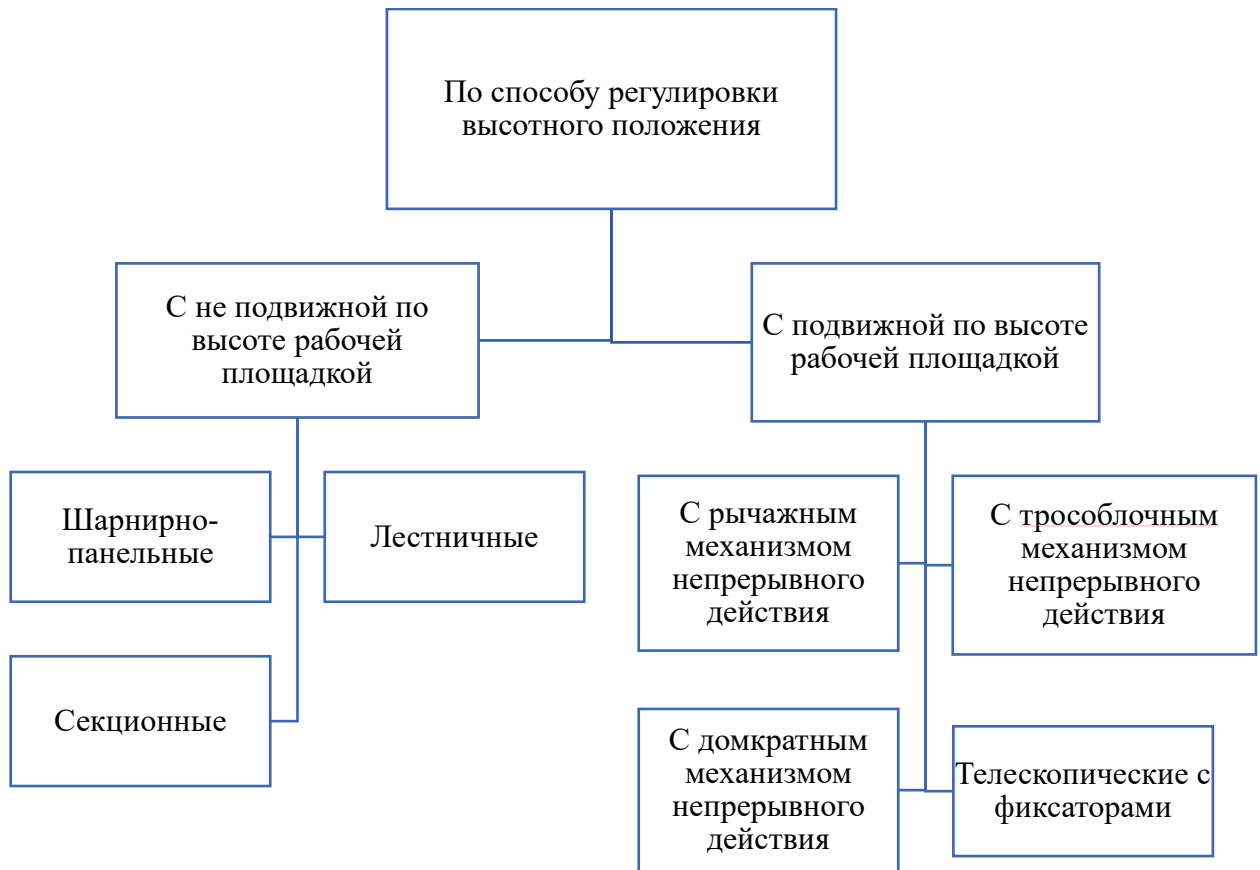 По способу регулировки
высотного положения
С не подвижной по
высоте рабочей
площадкой
С подвижной по высоте
рабочей площадкой
Шарнирно-
панельные
Лестничные
Секционные
С рычажным
механизмом
непрерывного
действия
С трособлочным
механизмом
непрерывного
действия
С домкратным
механизмом
непрерывного
действия
Телескопические с
фиксаторами